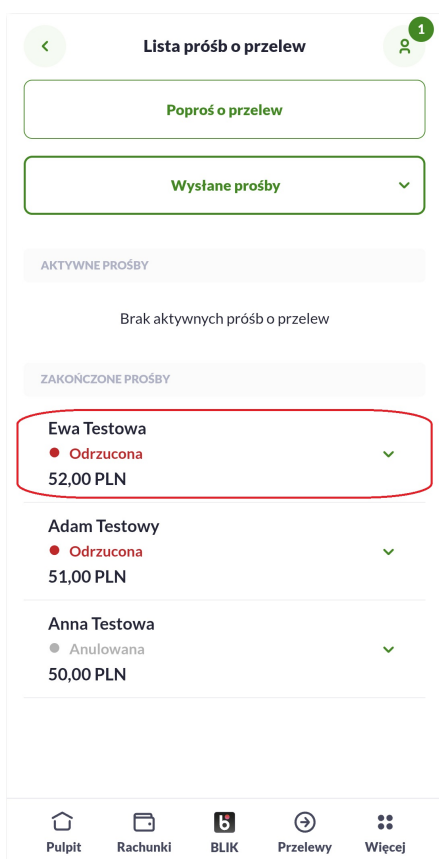 Lista próśb o przelew
1
Poproś o przelew
Wysłane prośby
AKTYWNE PROŚBY
Brak aktywnych próśb o przelew
ZAKOŃCZONE PROŚBY
Ewa Testowa
Odrzucona
52,00 PLN
Adam Testowy
Odrzucona
51,00 PLN
Anna Testowa
Anulowana
50,00 PLN
Pulpit
Rachunki
BLIK
Przelewy
Więcej